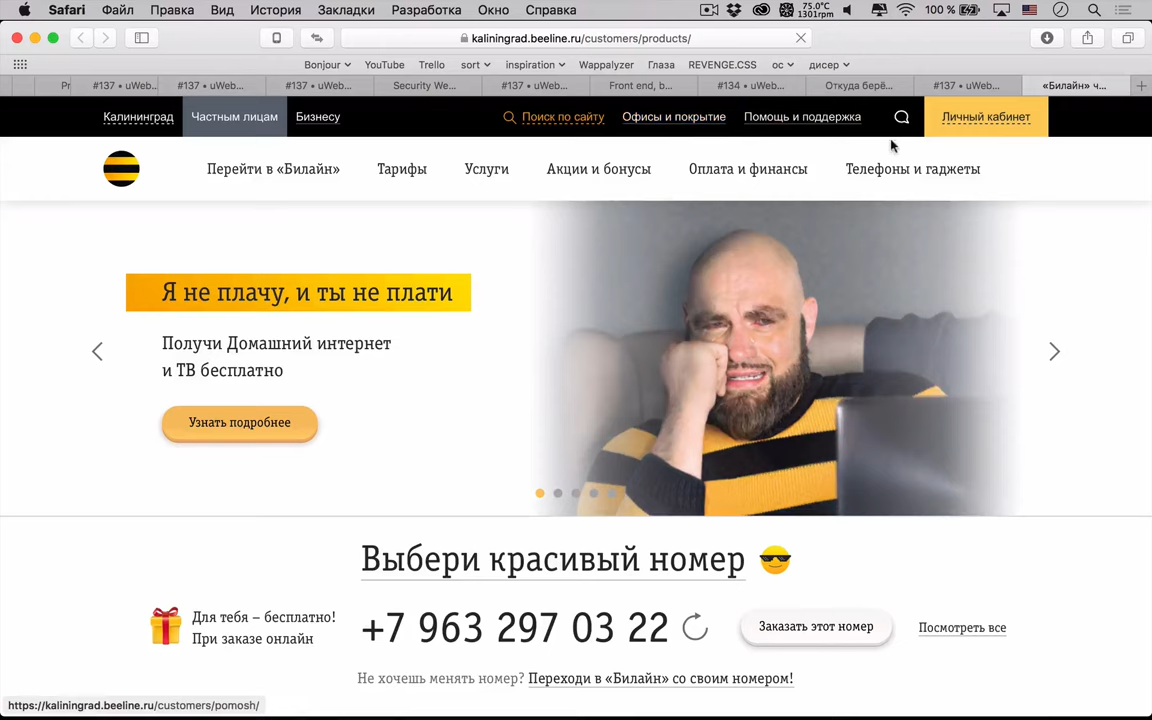 Safari Файл Правка Вид История Закладки Разработка Окно Справка 75.0°C 1301rpm 100 %
kaliningrad.beeline.ru/customers/products/
Bonjour YouTube Trello sort inspiration Wappalyzer Глаза REVENGE.CSS ос дисер
Pr #137 • uWeb... #137 • uWeb... #137 • uWeb... Security We... #137 • uWeb... Front end, b... #134 • uWeb... Откуда берё... #137 • uWeb... «Билайн» ч...
Калининград Частным лицам Бизнесу Поиск по сайту Офисы и покрытие Помощь и поддержка Личный кабинет
Перейти в «Билайн» Тарифы Услуги Акции и бонусы Оплата и финансы Телефоны и гаджеты
Я не плачу, и ты не плати
Получи Домашний интернет
и ТВ бесплатно
Узнать подробнее
Выбери красивый номер
Для тебя – бесплатно!
При заказе онлайн
+7 963 297 03 22
Заказать этот номер
Посмотреть все
Не хочешь менять номер? Переходи в «Билайн» со своим номером!
https://kaliningrad.beeline.ru/customers/pomosh/